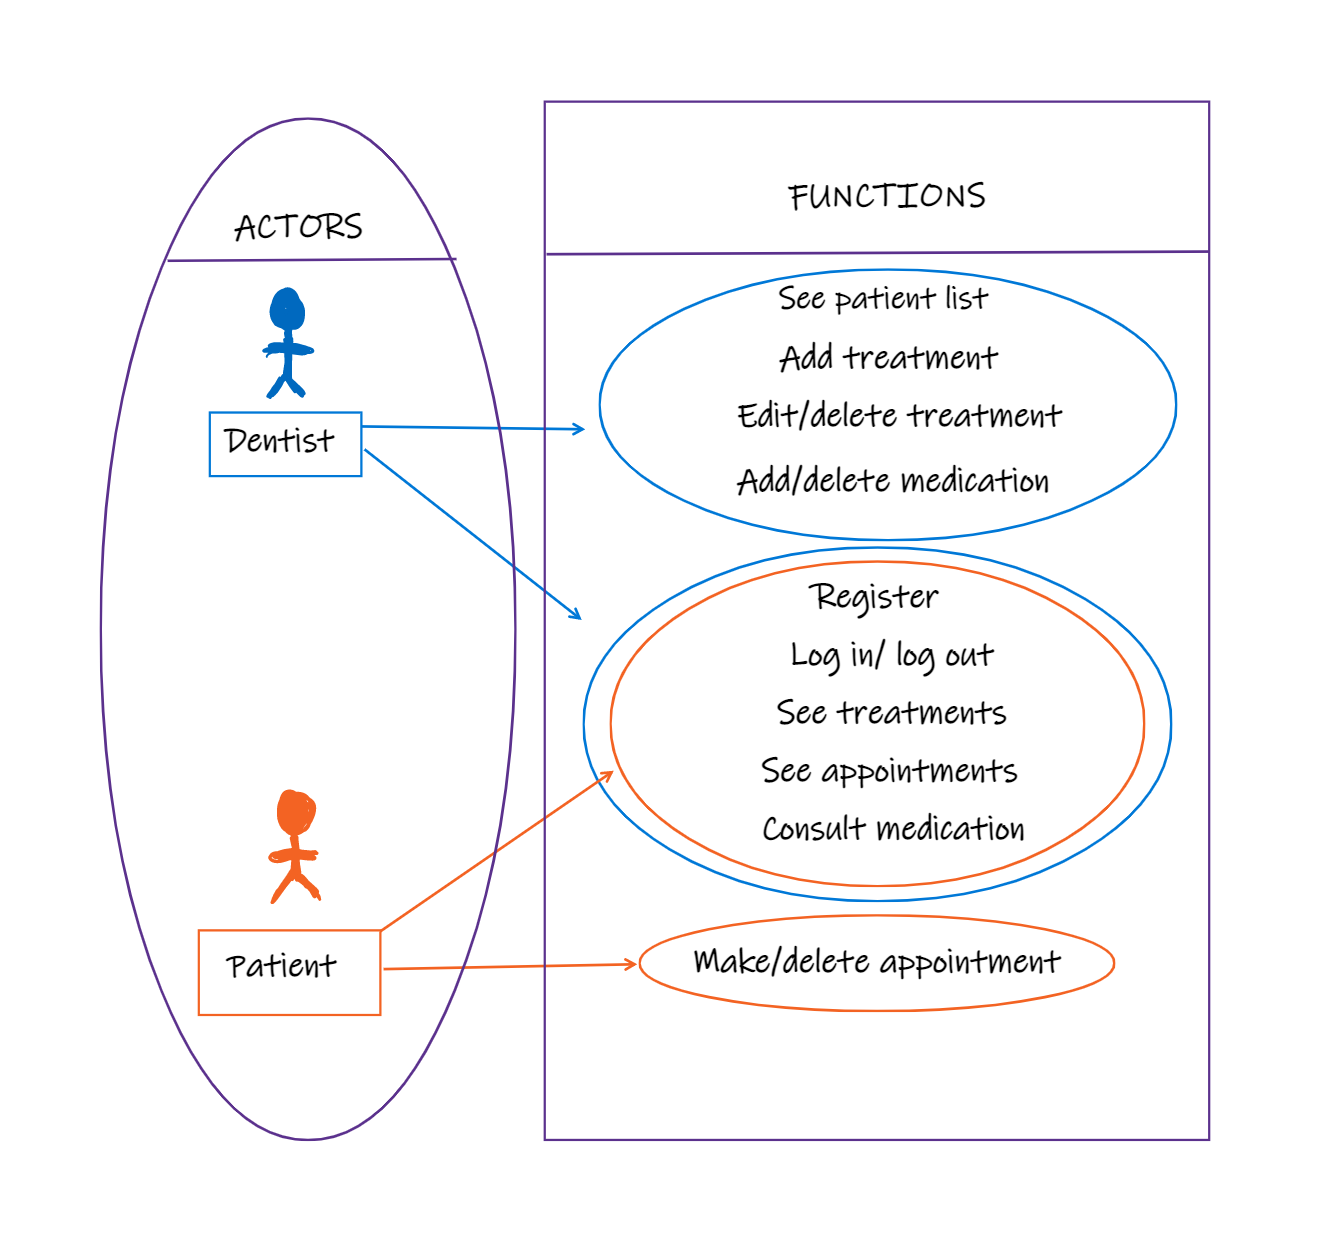 ACTORS
Dentist
Patient
FUNCTIONS
See patient list
Add treatment
Edit/delete treatment
Add/delete medication
Register
Log in/ log out
See treatments
See appointments
Consult medication
Make/delete appointment